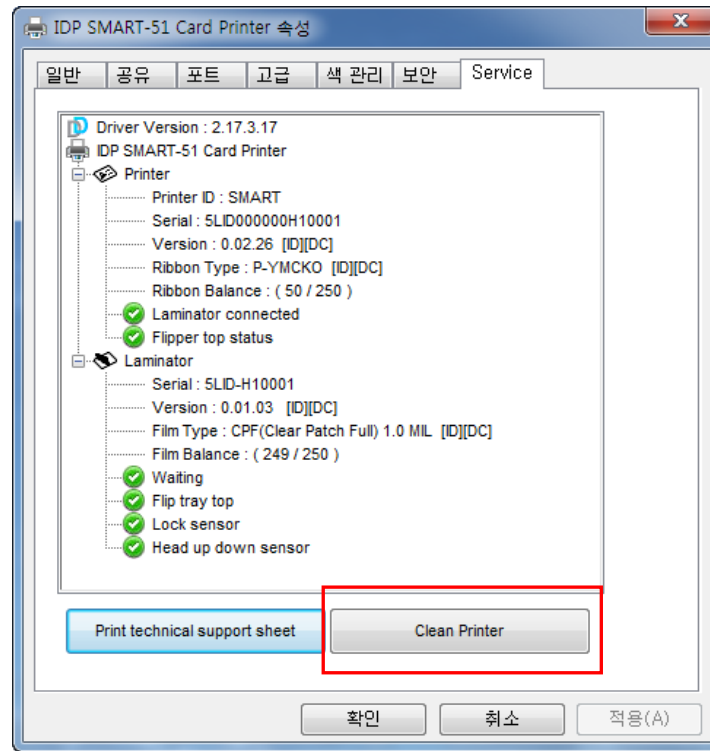 IDP SMART-51 Card Printer 속성
일반 공유 포트 고급 색 관리 보안 Service
Driver Version : 2.17.3.17
IDP SMART-51 Card Printer
Printer
Printer ID : SMART
Serial : 5LID000000H10001
Version : 0.02.26 [ID][DC]
Ribbon Type : P-YMCKO [ID][DC]
Ribbon Balance : ( 50 / 250 )
Laminator connected
Flipper top status
Laminator
Serial : 5LID-H10001
Version : 0.01.03 [ID][DC]
Film Type : CPF(Clear Patch Full) 1.0 MIL [ID][DC]
Film Balance : ( 249 / 250 )
Waiting
Flip tray top
Lock sensor
Head up down sensor
Print technical support sheet Clean Printer
확인 취소 적용(A)